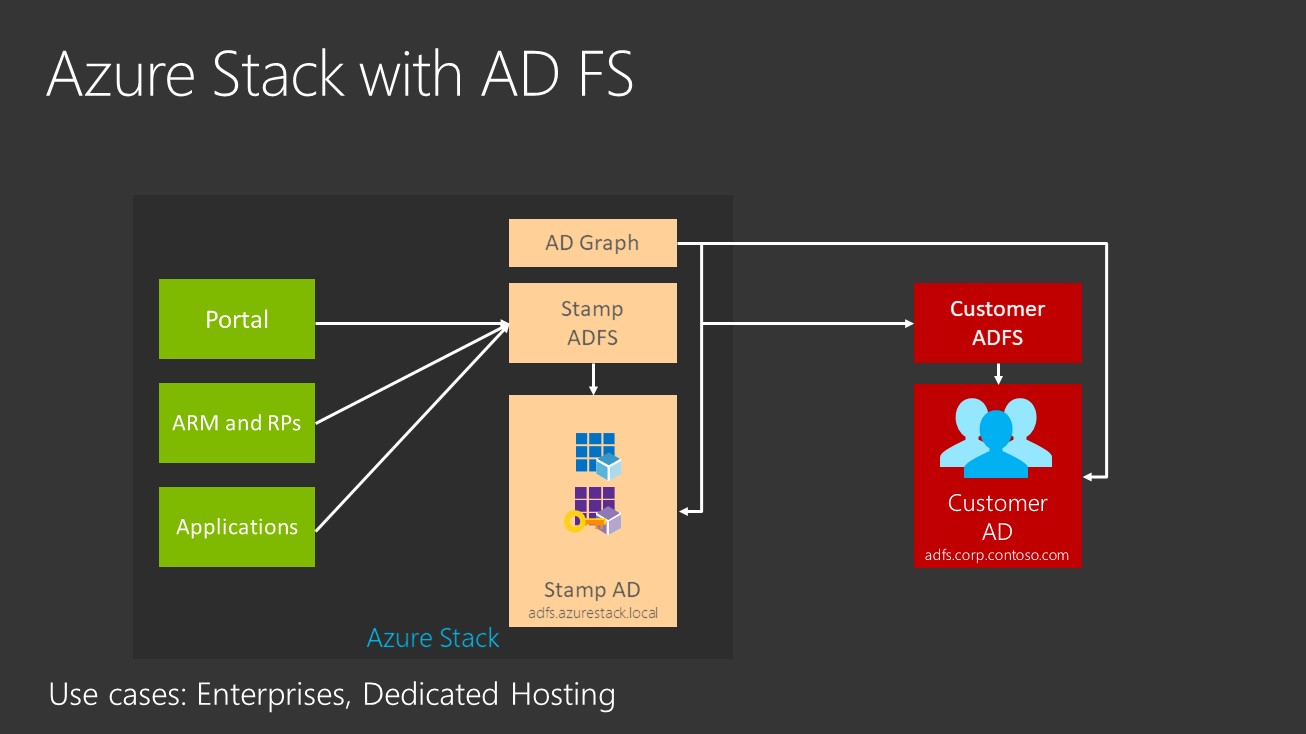 Azure Stack with AD FS
AD Graph
Portal
Stamp
ADFS
Customer
ADFS
ARM and RPs
Applications
Customer
AD
adfs.corp.contoso.com
Stamp AD
adfs.azurestack.local
Azure Stack
Use cases: Enterprises, Dedicated Hosting